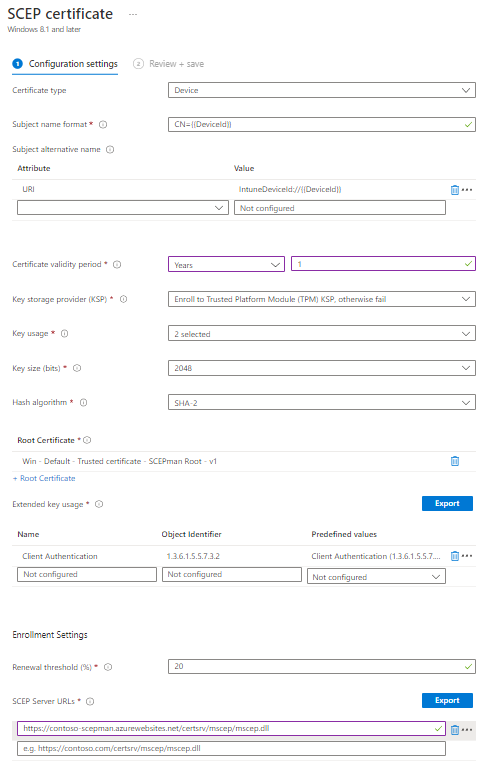 SCEP certificate ...
Windows 8.1 and later
1 Configuration settings 2 Review + save
Certificate type Device
Subject name format * CN={{DeviceId}}
Subject alternative name
Attribute Value
URI IntuneDeviceId://{{DeviceId}}
Not configured
Certificate validity period * Years 1
Key storage provider (KSP) * Enroll to Trusted Platform Module (TPM) KSP, otherwise fail
Key usage * 2 selected
Key size (bits) * 2048
Hash algorithm * SHA-2
Root Certificate *
Win - Default - Trusted certificate - SCEPman Root - v1
+ Root Certificate
Extended key usage * Export
Name Object Identifier Predefined values
Client Authentication 1.3.6.1.5.5.7.3.2 Client Authentication (1.3.6.1.5.5.7....
Not configured Not configured Not configured
Enrollment Settings
Renewal threshold (%) * 20
SCEP Server URLs * Export
https://contoso-scepman.azurewebsites.net/certsrv/mscep/mscep.dll
e.g. https://contoso.com/certsrv/mscep/mscep.dll